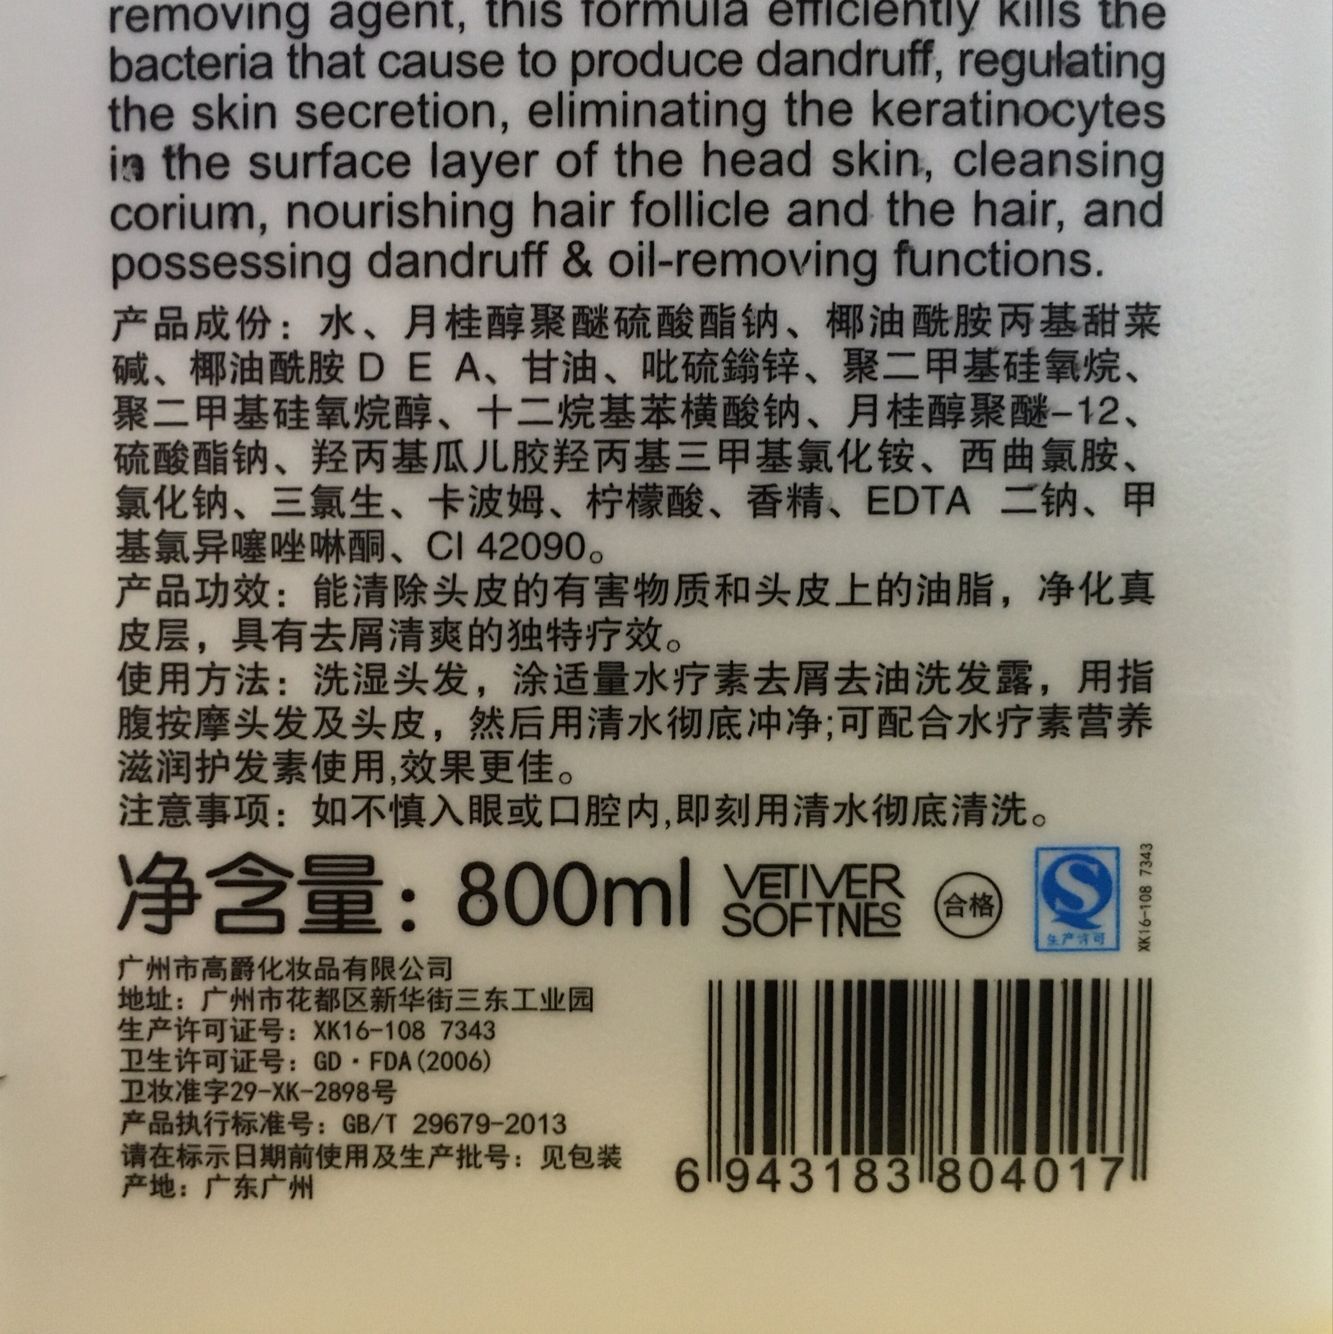 removing agent, this formula efficiently kills the
bacteria that cause to produce dandruff, regulating
the skin secretion, eliminating the keratinocytes
in the surface layer of the head skin, cleansing
corium, nourishing hair follicle and the hair, and
possessing dandruff & oil-removing functions.
产品成份：水、月桂醇聚醚硫酸酯钠、椰油酰胺丙基甜菜
碱、椰油酰胺DEA、甘油、吡硫鎓锌、聚二甲基硅氧烷、
聚二甲基硅氧烷醇、十二烷基苯横酸钠、月桂醇聚醚-12、
硫酸酯钠、羟丙基瓜儿胶羟丙基三甲基氯化铵、西曲氯胺、
氯化钠、三氯生、卡波姆、柠檬酸、香精、EDTA 二钠、甲
基氯异噻唑啉酮、CI 42090。
产品功效：能清除头皮的有害物质和头皮上的油脂，净化真
皮层，具有去屑清爽的独特疗效。
使用方法：洗湿头发，涂适量水疗素去屑去油洗发露，用指
腹按摩头发及头皮，然后用清水彻底冲净;可配合水疗素营养
滋润护发素使用,效果更佳。
注意事项：如不慎入眼或口腔内,即刻用清水彻底清洗。
净含量：800ml
VETIVER
SOFTNES
合格
生产许可
XK16-108 7343
广州市高爵化妆品有限公司
地址：广州市花都区新华街三东工业园
生产许可证号：XK16-108 7343
卫生许可证号：GD·FDA(2006)
卫妆准字29-XK-2898号
产品执行标准号：GB/T 29679-2013
请在标示日期前使用及生产批号：见包装
产地：广东广州
6 943183 804017